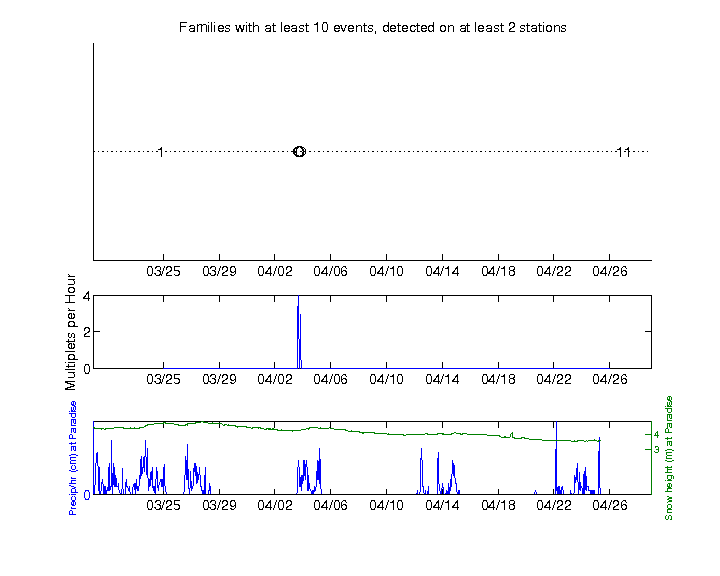 Families with at least 10 events, detected on at least 2 stations
1 11
03/25 03/29 04/02 04/06 04/10 04/14 04/18 04/22 04/26
Multiplets per Hour
4
2
0
03/25 03/29 04/02 04/06 04/10 04/14 04/18 04/22 04/26
Precip/hr (cm) at Paradise
0
4
3
Snow height (m) at Paradise
03/25 03/29 04/02 04/06 04/10 04/14 04/18 04/22 04/26